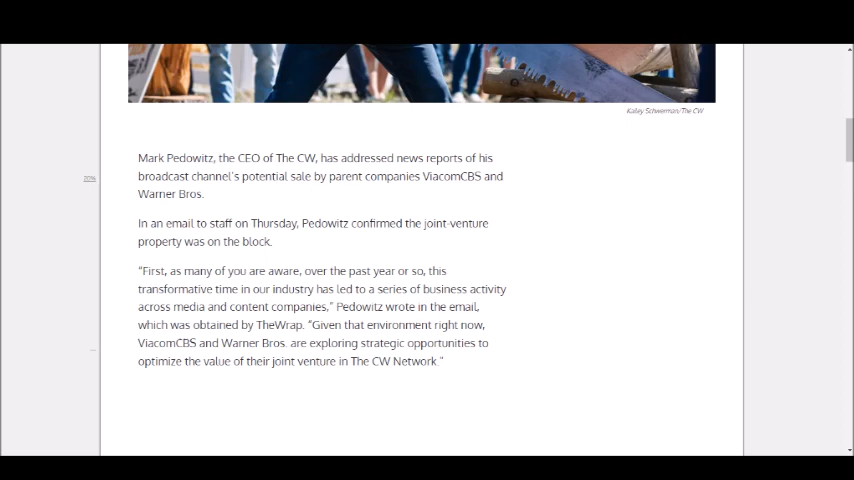 Kailey Schwerman/The CW
Mark Pedowitz, the CEO of The CW, has addressed news reports of his
broadcast channel's potential sale by parent companies ViacomCBS and
Warner Bros.
20%
In an email to staff on Thursday, Pedowitz confirmed the joint-venture
property was on the block.
"First, as many of you are aware, over the past year or so, this
transformative time in our industry has led to a series of business activity
across media and content companies," Pedowitz wrote in the email,
which was obtained by TheWrap. "Given that environment right now,
ViacomCBS and Warner Bros. are exploring strategic opportunities to
optimize the value of their joint venture in The CW Network."